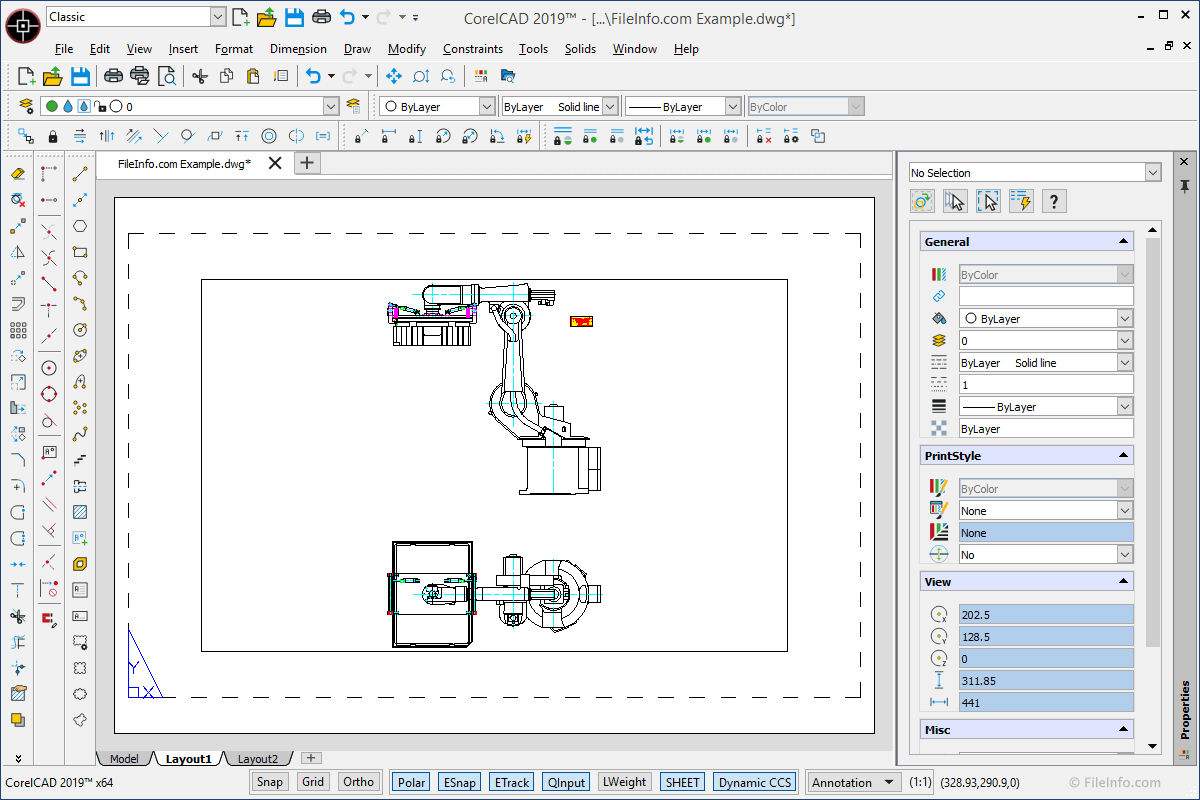 Classic
CorelCAD 2019™ - [...\FileInfo.com Example.dwg*]
File Edit View Insert Format Dimension Draw Modify Constraints Tools Solids Window Help
0 ByLayer ByLayer Solid line ByLayer ByColor
FileInfo.com Example.dwg*
No Selection
?
General
ByColor
ByLayer
0
ByLayer Solid line
1
ByLayer
ByLayer
PrintStyle
ByColor
None
None
No
View
202.5
128.5
0
311.85
441
Misc
Properties
Y
X
Model Layout1 Layout2
CorelCAD 2019™ x64 Snap Grid Ortho Polar ESnap ETrack QInput LWeight SHEET Dynamic CCS Annotation (1:1) (328.93,290.9,0) © FileInfo.com